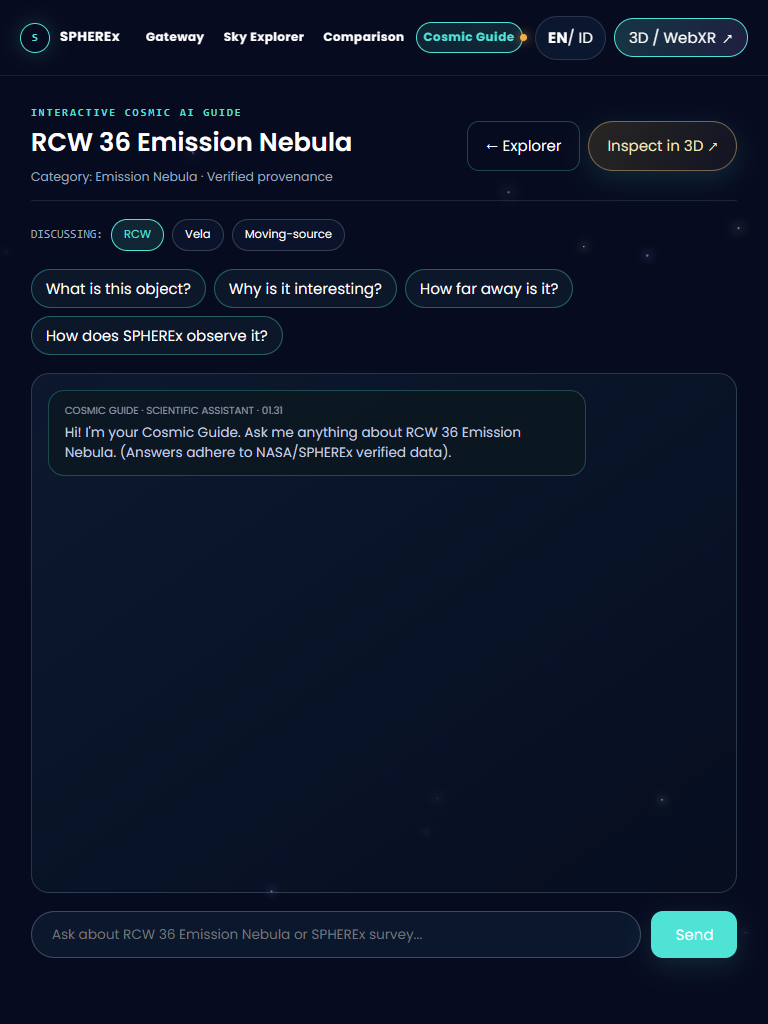 S SPHEREx Gateway Sky Explorer Comparison Cosmic Guide EN/ ID 3D / WebXR ↗
INTERACTIVE COSMIC AI GUIDE
RCW 36 Emission Nebula
Category: Emission Nebula · Verified provenance
← Explorer Inspect in 3D ↗
DISCUSSING: RCW Vela Moving-source
What is this object? Why is it interesting? How far away is it?
How does SPHEREx observe it?
COSMIC GUIDE · SCIENTIFIC ASSISTANT · 01.31
Hi! I'm your Cosmic Guide. Ask me anything about RCW 36 Emission
Nebula. (Answers adhere to NASA/SPHEREx verified data).
Ask about RCW 36 Emission Nebula or SPHEREx survey... Send